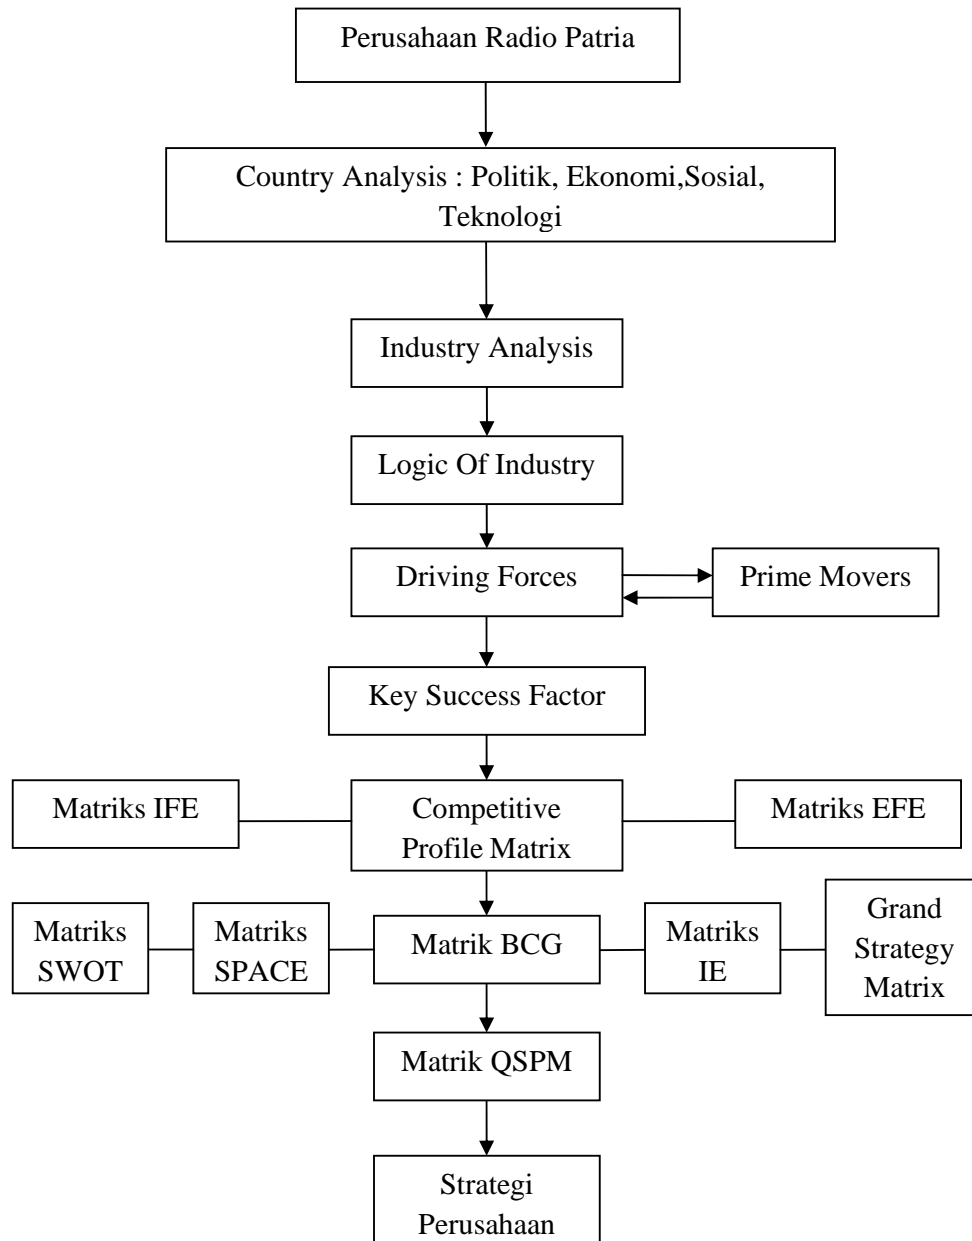 Perusahaan Radio Patria
Country Analysis : Politik, Ekonomi,Sosial,
Teknologi
Industry Analysis
Logic Of Industry
Driving Forces
Prime Movers
Key Success Factor
Matriks IFE
Competitive
Profile Matrix
Matriks EFE
Matriks
SWOT
Matriks
SPACE
Matrik BCG
Matriks
IE
Grand
Strategy
Matrix
Matrik QSPM
Strategi
Perusahaan